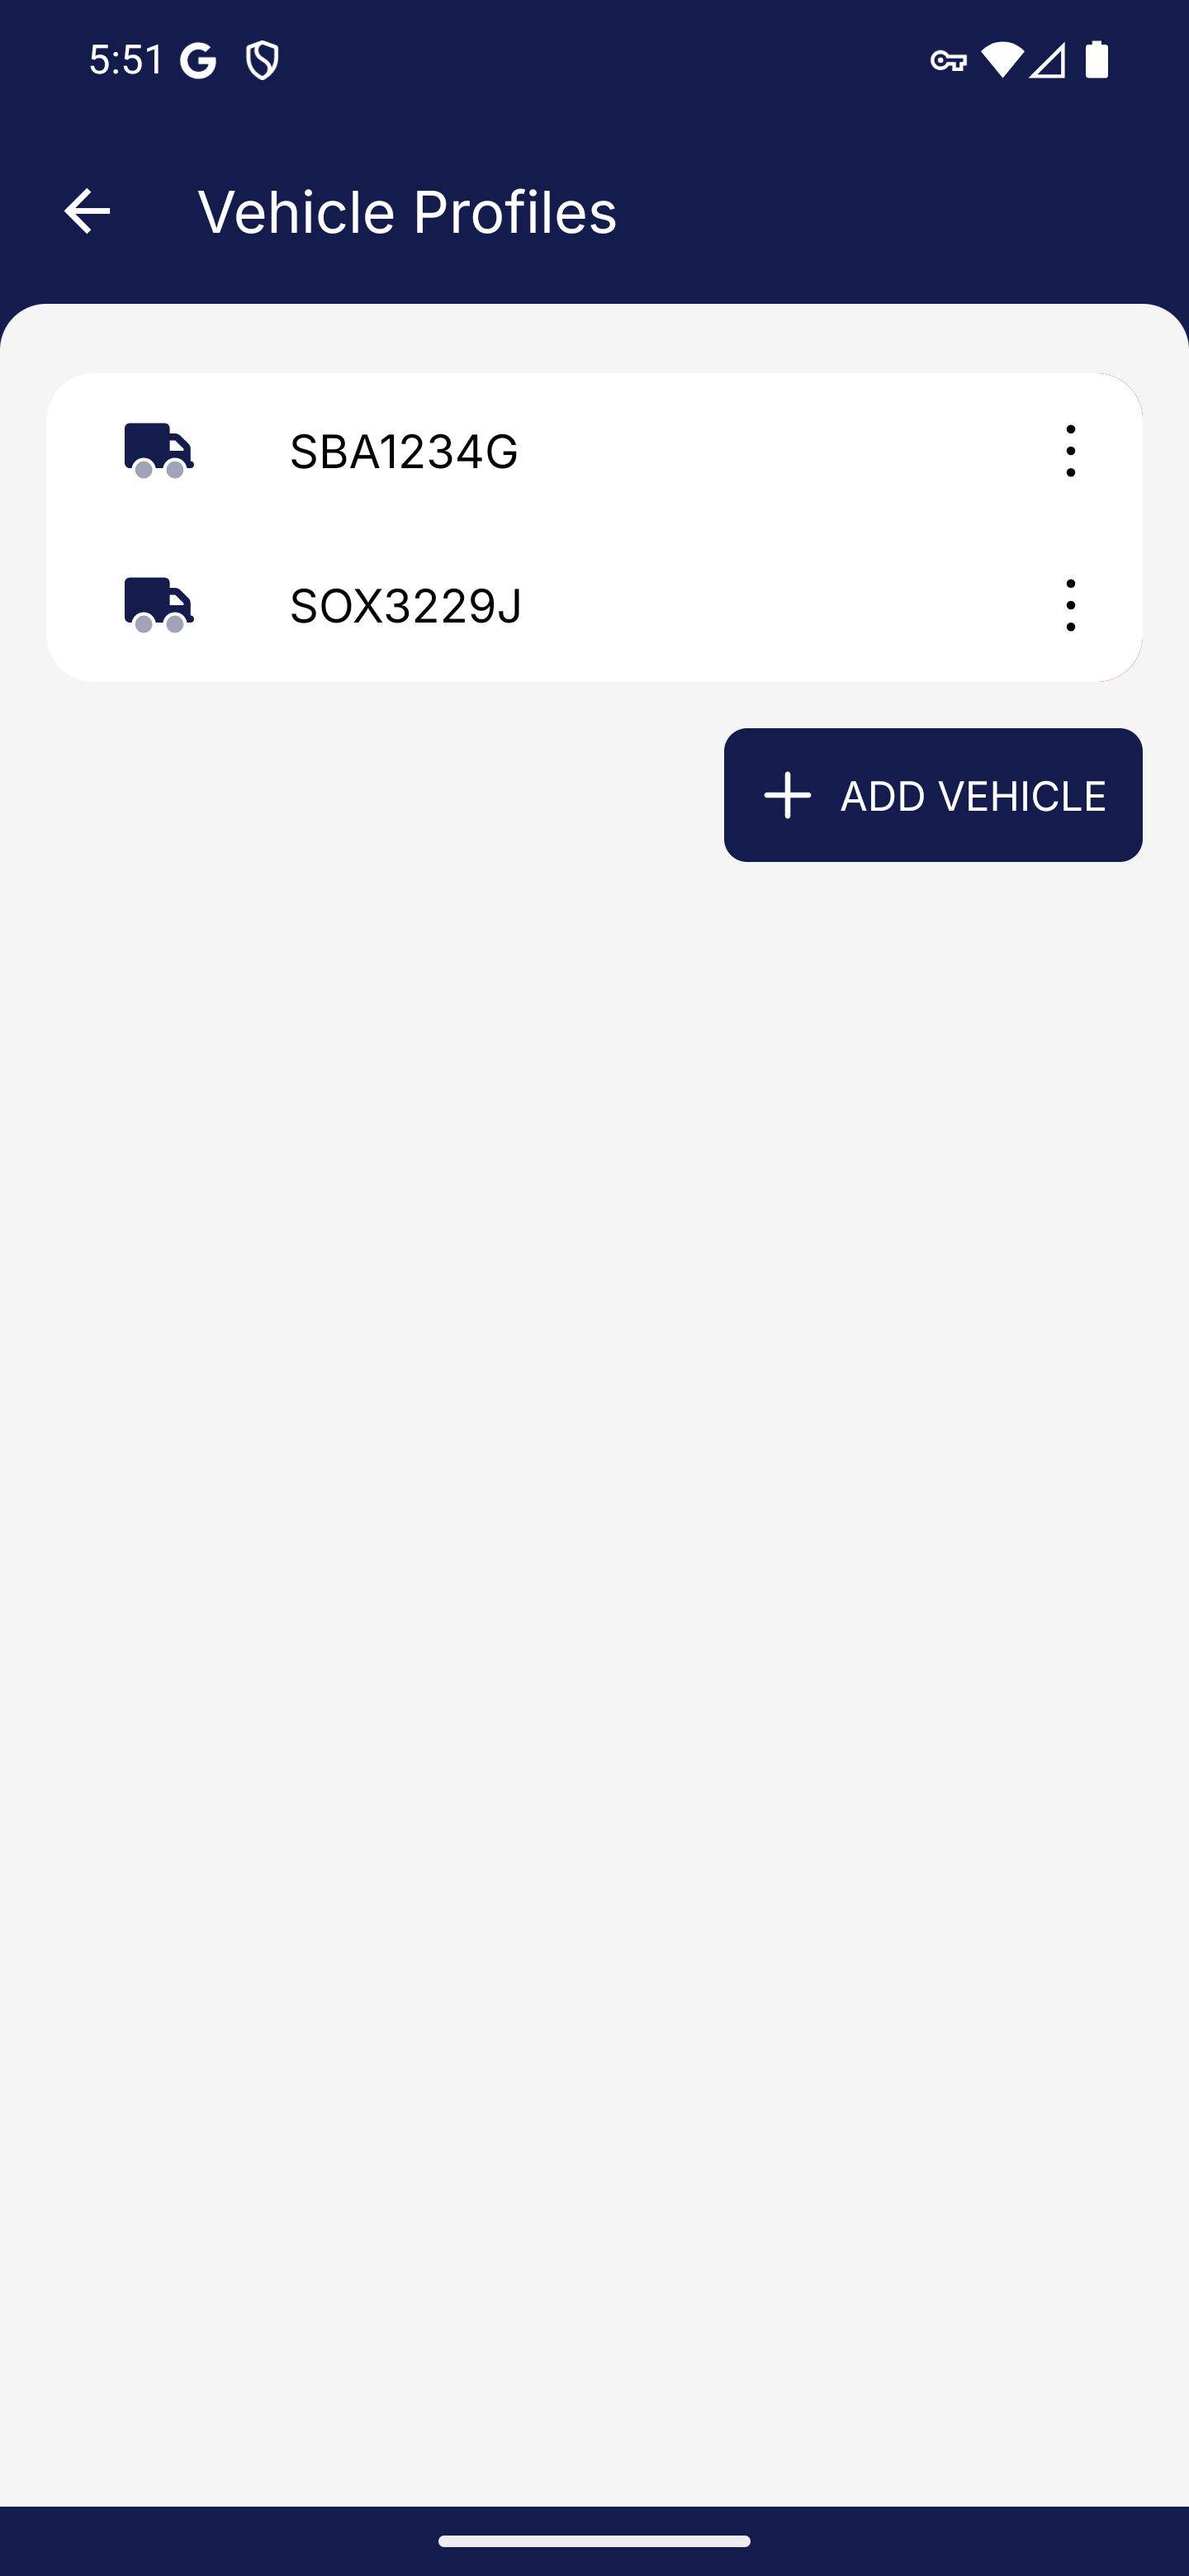 5:51
Vehicle Profiles
SBA1234G
SOX3229J
ADD VEHICLE